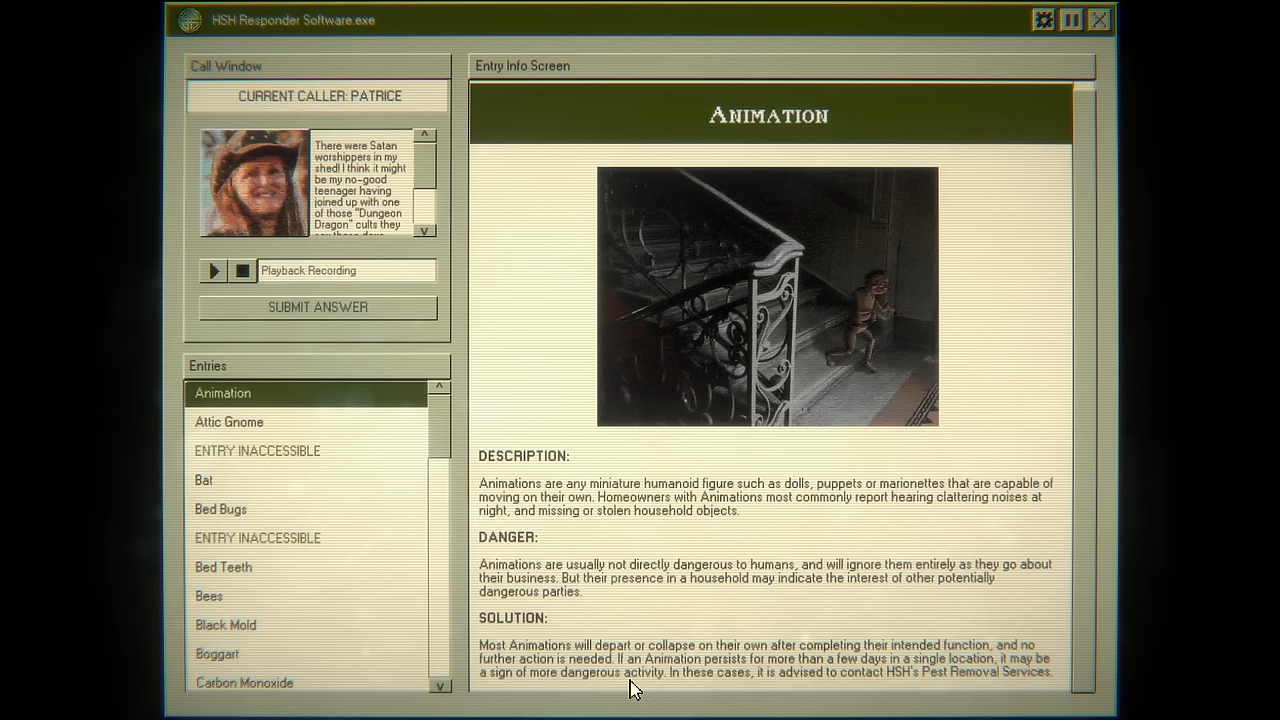 HSH Responder Software.exe
Call Window
CURRENT CALLER: PATRICE
There were Satan
worshippers in my
shed! I think it might
be my no-good
teenager having
joined up with one
of those "Dungeon
Dragon" cults they
Playback Recording
SUBMIT ANSWER
Entries
Animation
Attic Gnome
ENTRY INACCESSIBLE
Bat
Bed Bugs
ENTRY INACCESSIBLE
Bed Teeth
Bees
Black Mold
Boggart
Carbon Monoxide
Entry Info Screen
ANIMATION
DESCRIPTION:
Animations are any miniature humanoid figure such as dolls, puppets or marionettes that are capable of
moving on their own. Homeowners with Animations most commonly report hearing clattering noises at
night, and missing or stolen household objects.
DANGER:
Animations are usually not directly dangerous to humans, and will ignore them entirely as they go about
their business. But their presence in a household may indicate the interest of other potentially
dangerous parties.
SOLUTION:
Most Animations will depart or collapse on their own after completing their intended function, and no
further action is needed. If an Animation persists for more than a few days in a single location, it may be
a sign of more dangerous activity. In these cases, it is advised to contact HSH's Pest Removal Services.